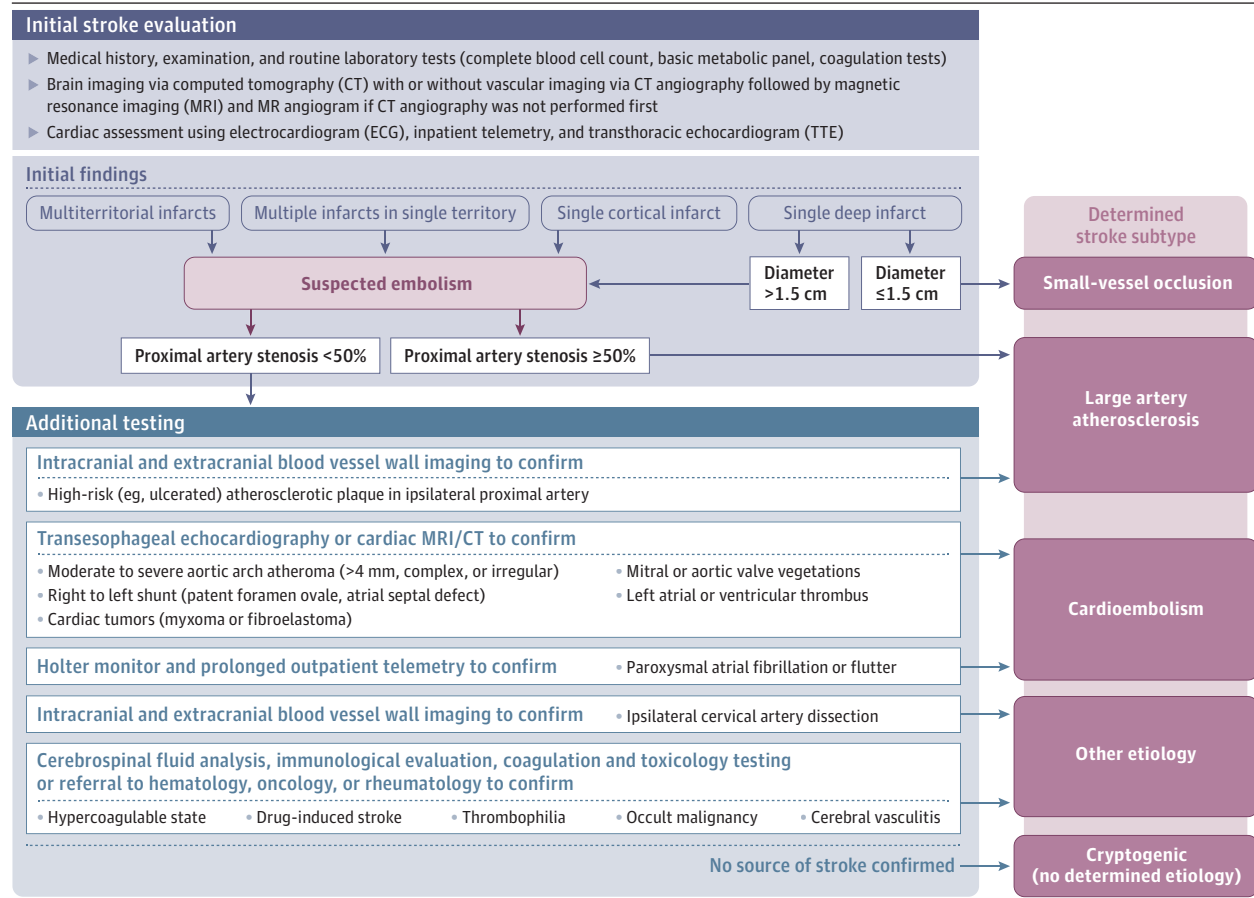 Initial stroke evaluation
▶ Medical history, examination, and routine laboratory tests (complete blood cell count, basic metabolic panel, coagulation tests)
▶ Brain imaging via computed tomography (CT) with or without vascular imaging via CT angiography followed by magnetic
resonance imaging (MRI) and MR angiogram if CT angiography was not performed first
▶ Cardiac assessment using electrocardiogram (ECG), inpatient telemetry, and transthoracic echocardiogram (TTE)
Initial findings
Multiterritorial infarcts
Multiple infarcts in single territory
Single cortical infarct
Single deep infarct
Diameter
>1.5 cm
Diameter
≤1.5 cm
Suspected embolism
Proximal artery stenosis <50%
Proximal artery stenosis ≥50%
Determined
stroke subtype
Small-vessel occlusion
Large artery
atherosclerosis
Additional testing
Intracranial and extracranial blood vessel wall imaging to confirm
• High-risk (eg, ulcerated) atherosclerotic plaque in ipsilateral proximal artery
Transesophageal echocardiography or cardiac MRI/CT to confirm
• Moderate to severe aortic arch atheroma (>4 mm, complex, or irregular)
• Right to left shunt (patent foramen ovale, atrial septal defect)
• Cardiac tumors (myxoma or fibroelastoma)
• Mitral or aortic valve vegetations
• Left atrial or ventricular thrombus
Cardioembolism
Holter monitor and prolonged outpatient telemetry to confirm
• Paroxysmal atrial fibrillation or flutter
Intracranial and extracranial blood vessel wall imaging to confirm
• Ipsilateral cervical artery dissection
Other etiology
Cerebrospinal fluid analysis, immunological evaluation, coagulation and toxicology testing
or referral to hematology, oncology, or rheumatology to confirm
• Hypercoagulable state
• Drug-induced stroke
• Thrombophilia
• Occult malignancy
• Cerebral vasculitis
No source of stroke confirmed
Cryptogenic
(no determined etiology)